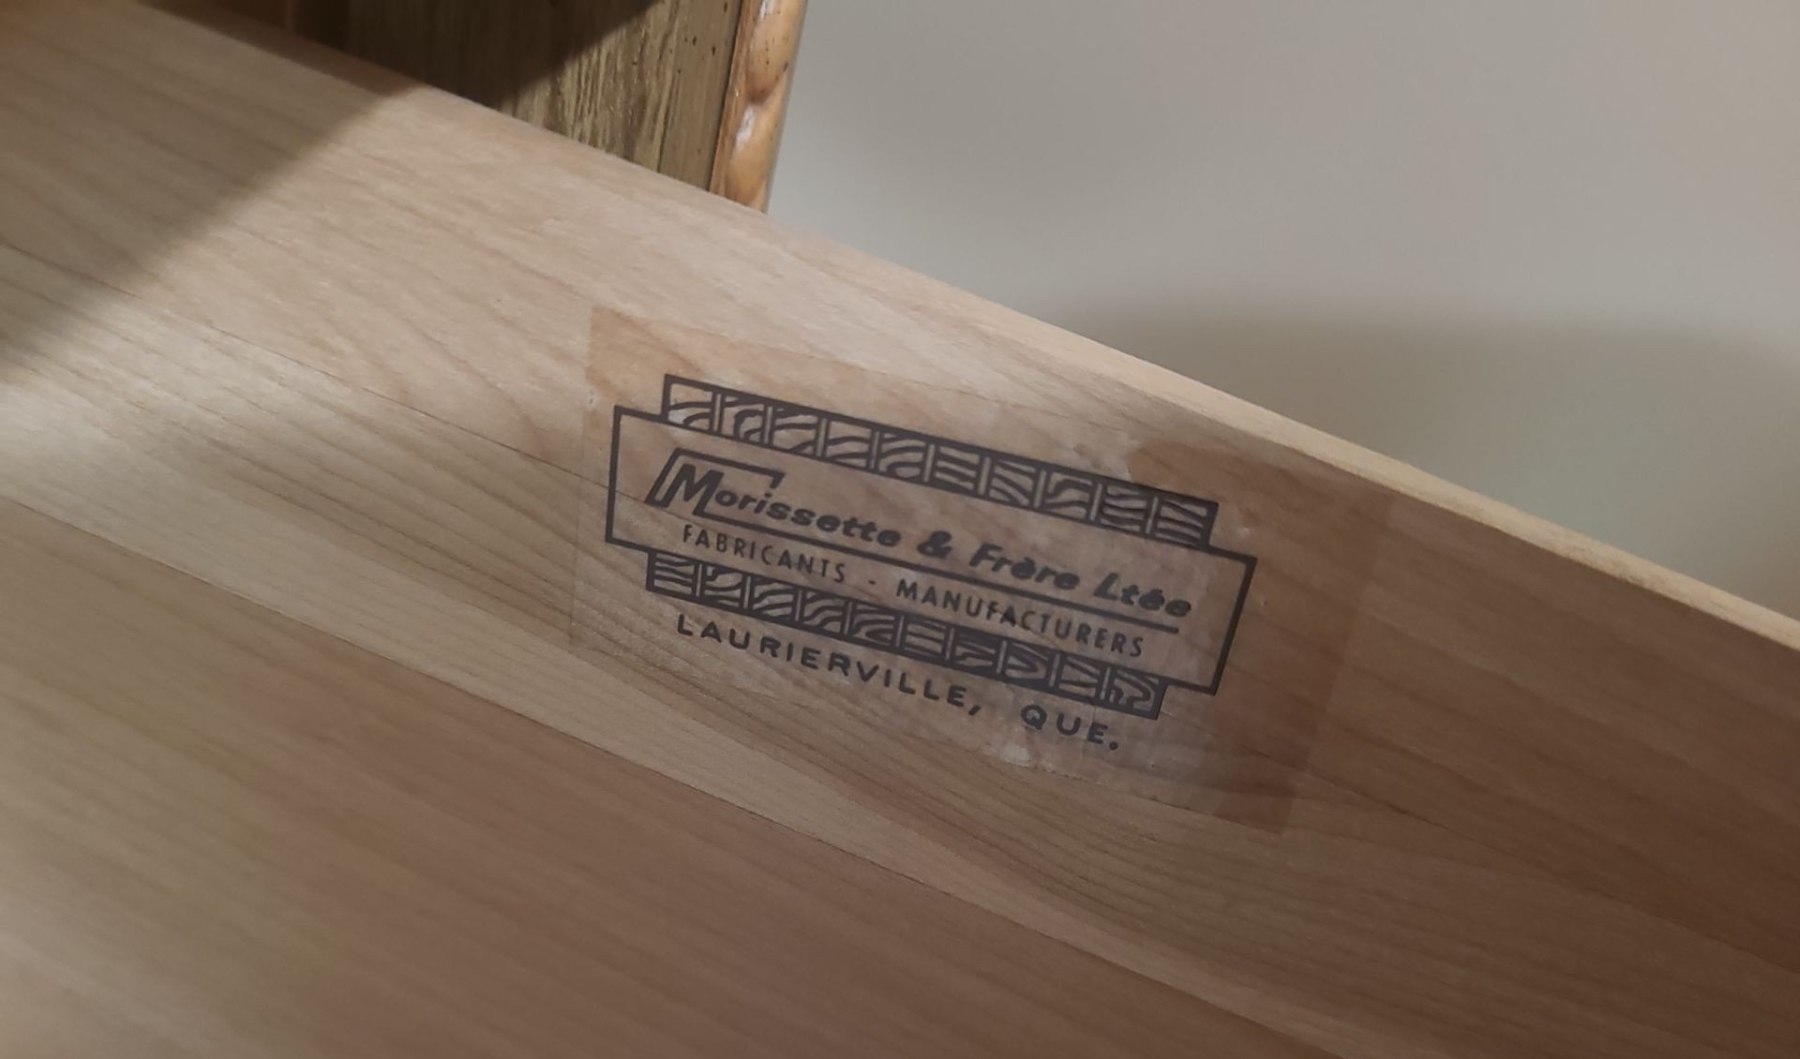 Morissette & Frère Ltée
FABRICANTS - MANUFACTURERS
LAURIERVILLE, QUE.